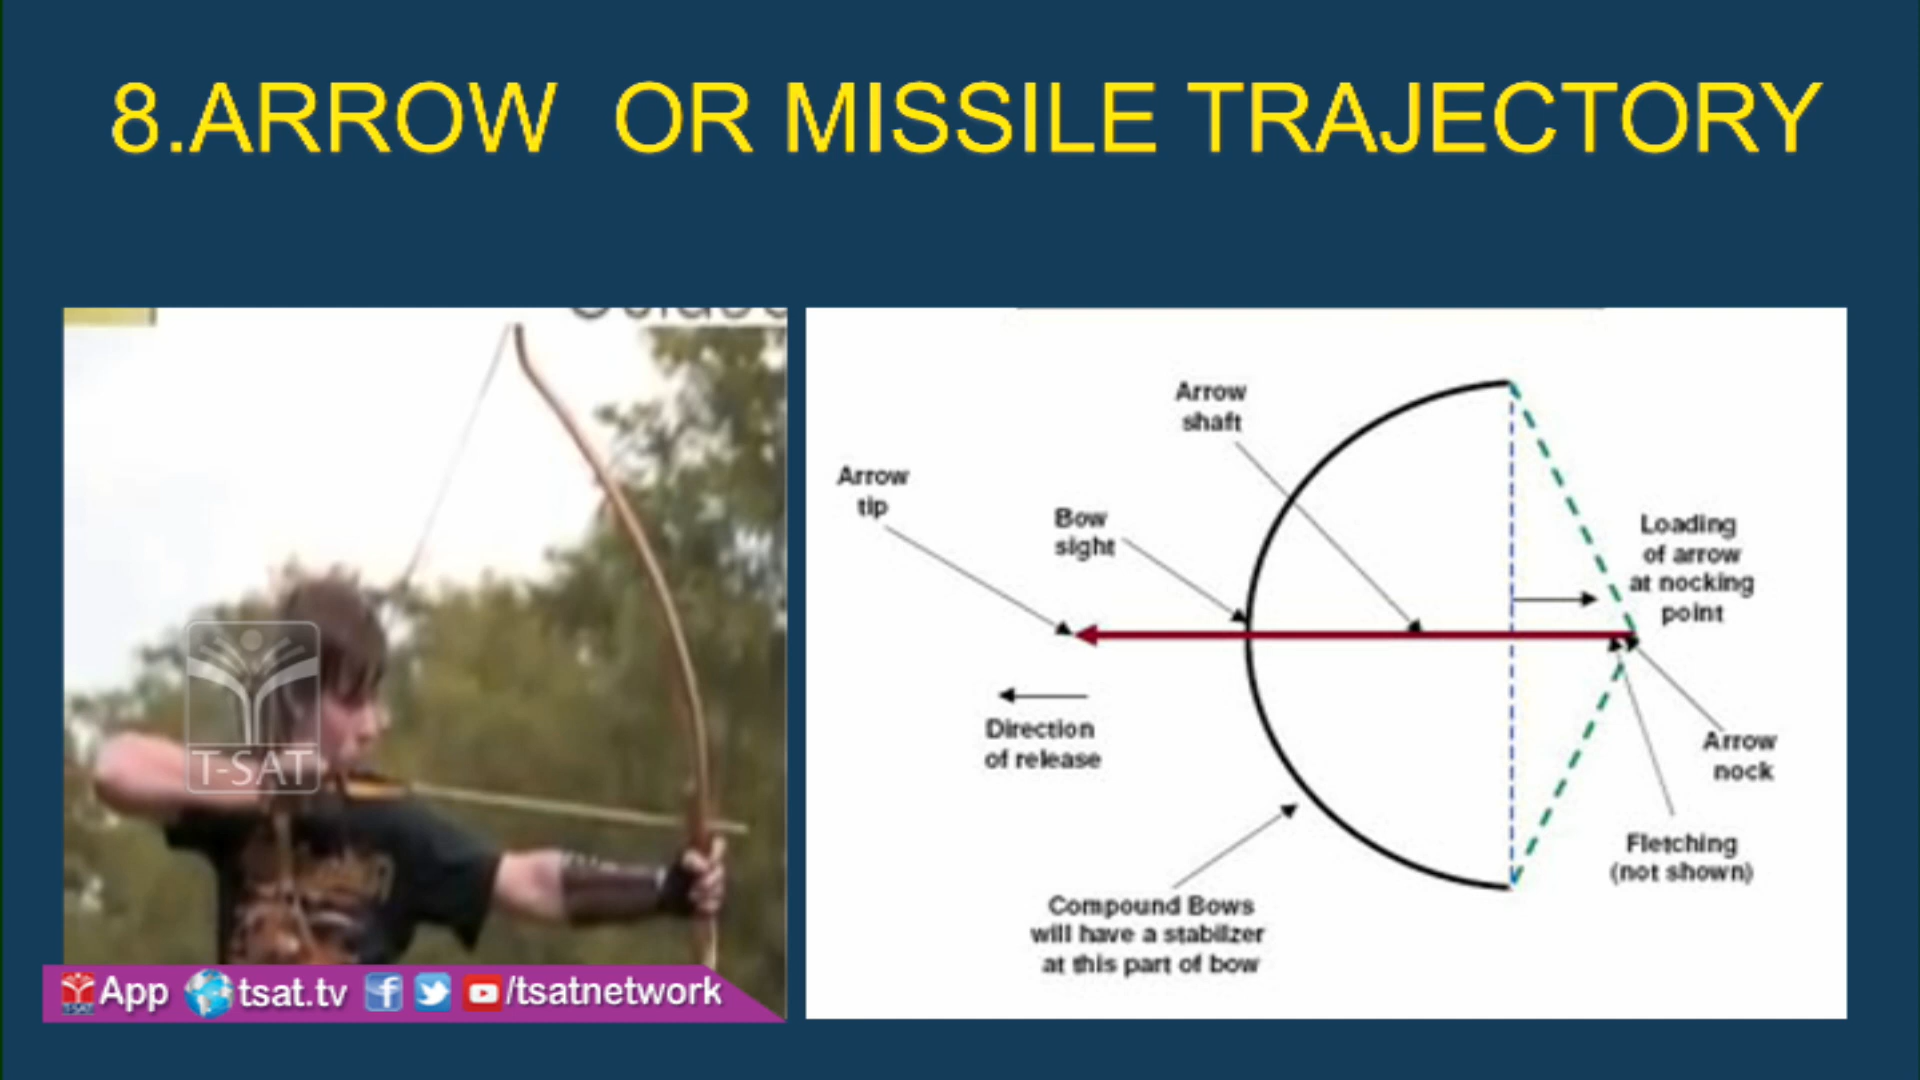 8.ARROW OR MISSILE TRAJECTORY
Arrow
shaft
Arrow
tip
Bow
sight
Loading
of arrow
at nocking
point
Direction
of release
Arrow
nock
Fletching
(not shown)
Compound Bows
will have a stabilzer
at this part of bow
T-SAT
App tsat.tv /tsatnetwork